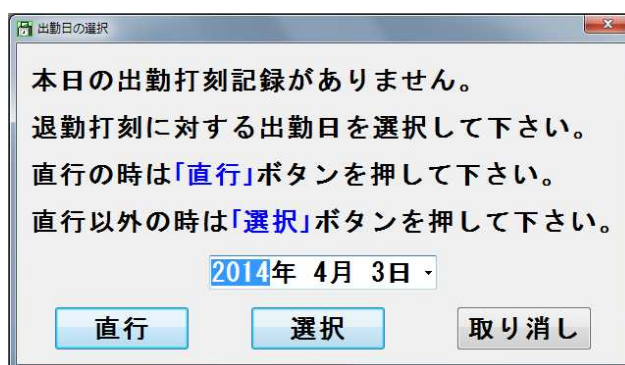 出勤日の選択
本日の出勤打刻記録がありません。
退勤打刻に対する出勤日を選択して下さい。
直行の時は「直行」ボタンを押して下さい。
直行以外の時は「選択」ボタンを押して下さい。
2014年 4月 3日
直行 選択 取り消し